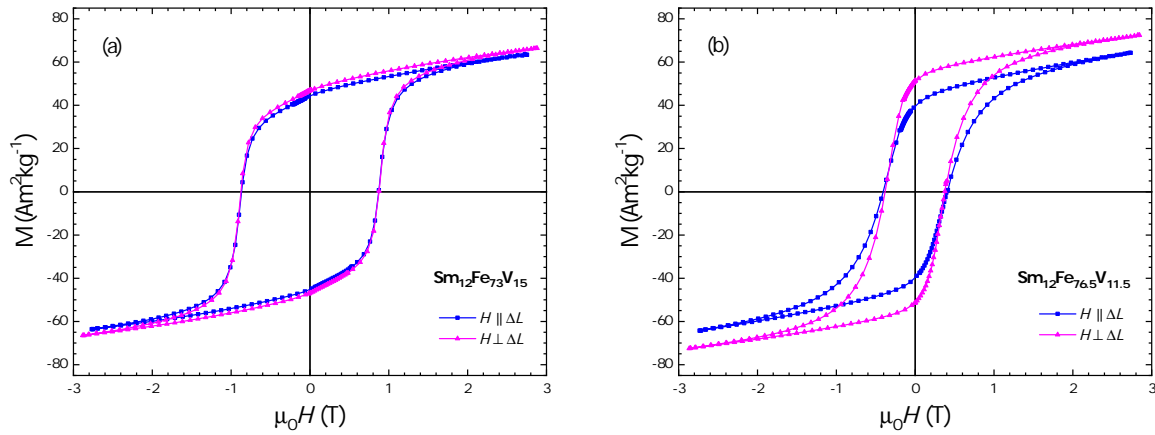 (a)
80
60
40
20
0
-20
-40
-60
-80
M (Am²kg⁻¹)
Sm₁₂Fe₇₃V₁₅
H || ΔL
H ⊥ ΔL
-3 -2 -1 0 1 2 3
μ₀H (T)
(b)
80
60
40
20
0
-20
-40
-60
-80
M (Am²kg⁻¹)
Sm₁₂Fe₇₆.₅V₁₁.₅
H || ΔL
H ⊥ ΔL
-3 -2 -1 0 1 2 3
μ₀H (T)